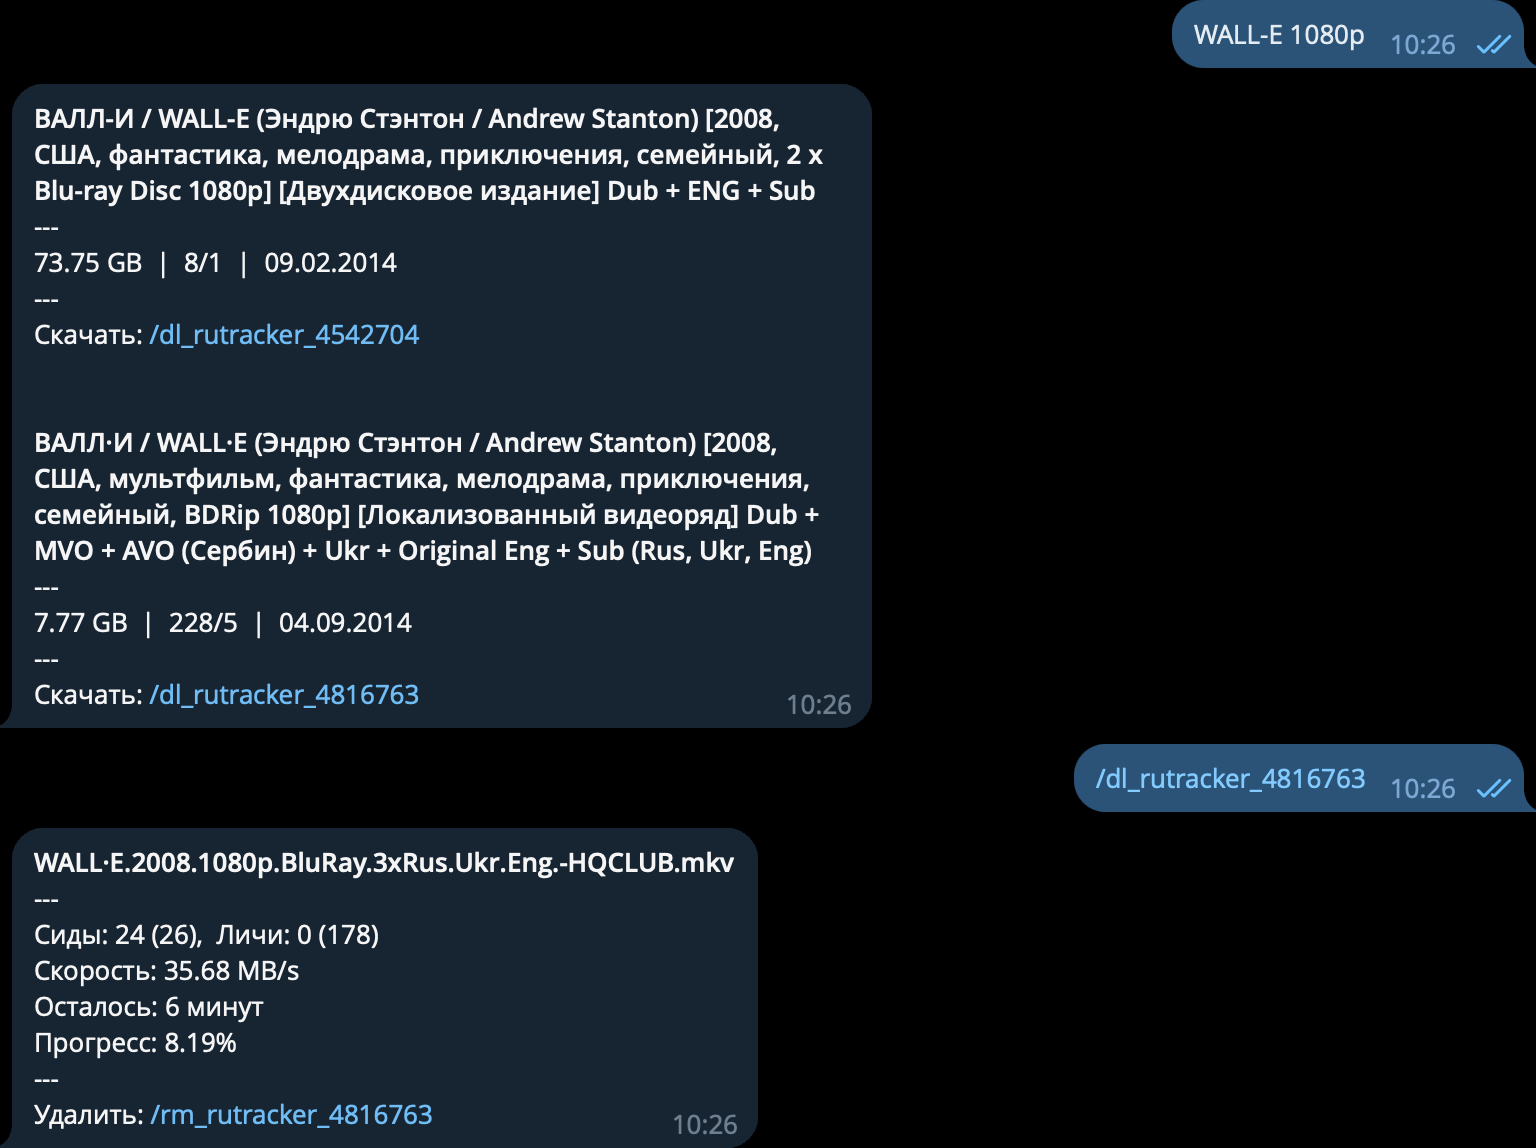 WALL-E 1080p 10:26
ВАЛЛ-И / WALL-E (Эндрю Стэнтон / Andrew Stanton) [2008,
США, фантастика, мелодрама, приключения, семейный, 2 x
Blu-ray Disc 1080p] [Двухдисковое издание] Dub + ENG + Sub
---
73.75 GB | 8/1 | 09.02.2014
---
Скачать: /dl_rutracker_4542704
ВАЛЛ·И / WALL·E (Эндрю Стэнтон / Andrew Stanton) [2008,
США, мультфильм, фантастика, мелодрама, приключения,
семейный, BDRip 1080p] [Локализованный видеоряд] Dub +
MVO + AVO (Сербин) + Ukr + Original Eng + Sub (Rus, Ukr, Eng)
---
7.77 GB | 228/5 | 04.09.2014
---
Скачать: /dl_rutracker_4816763
10:26
/dl_rutracker_4816763 10:26
WALL·E.2008.1080p.BluRay.3xRus.Ukr.Eng.-HQCLUB.mkv
---
Сиды: 24 (26), Личи: 0 (178)
Скорость: 35.68 MB/s
Осталось: 6 минут
Прогресс: 8.19%
---
Удалить: /rm_rutracker_4816763
10:26